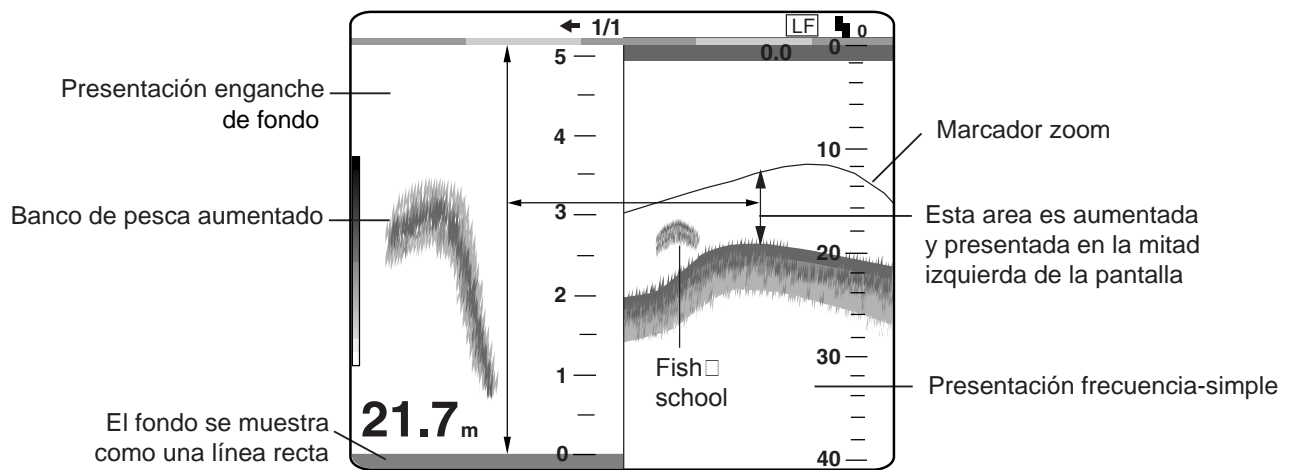 ← 1/1
LF
0
Presentación enganche
de fondo
Banco de pesca aumentado
El fondo se muestra
como una línea recta
5
4
3
2
1
0
21.7 m
0.0
0
10
20
30
40
Fish□
school
Marcador zoom
Esta area es aumentada
y presentada en la mitad
izquierda de la pantalla
Presentación frecuencia-simple